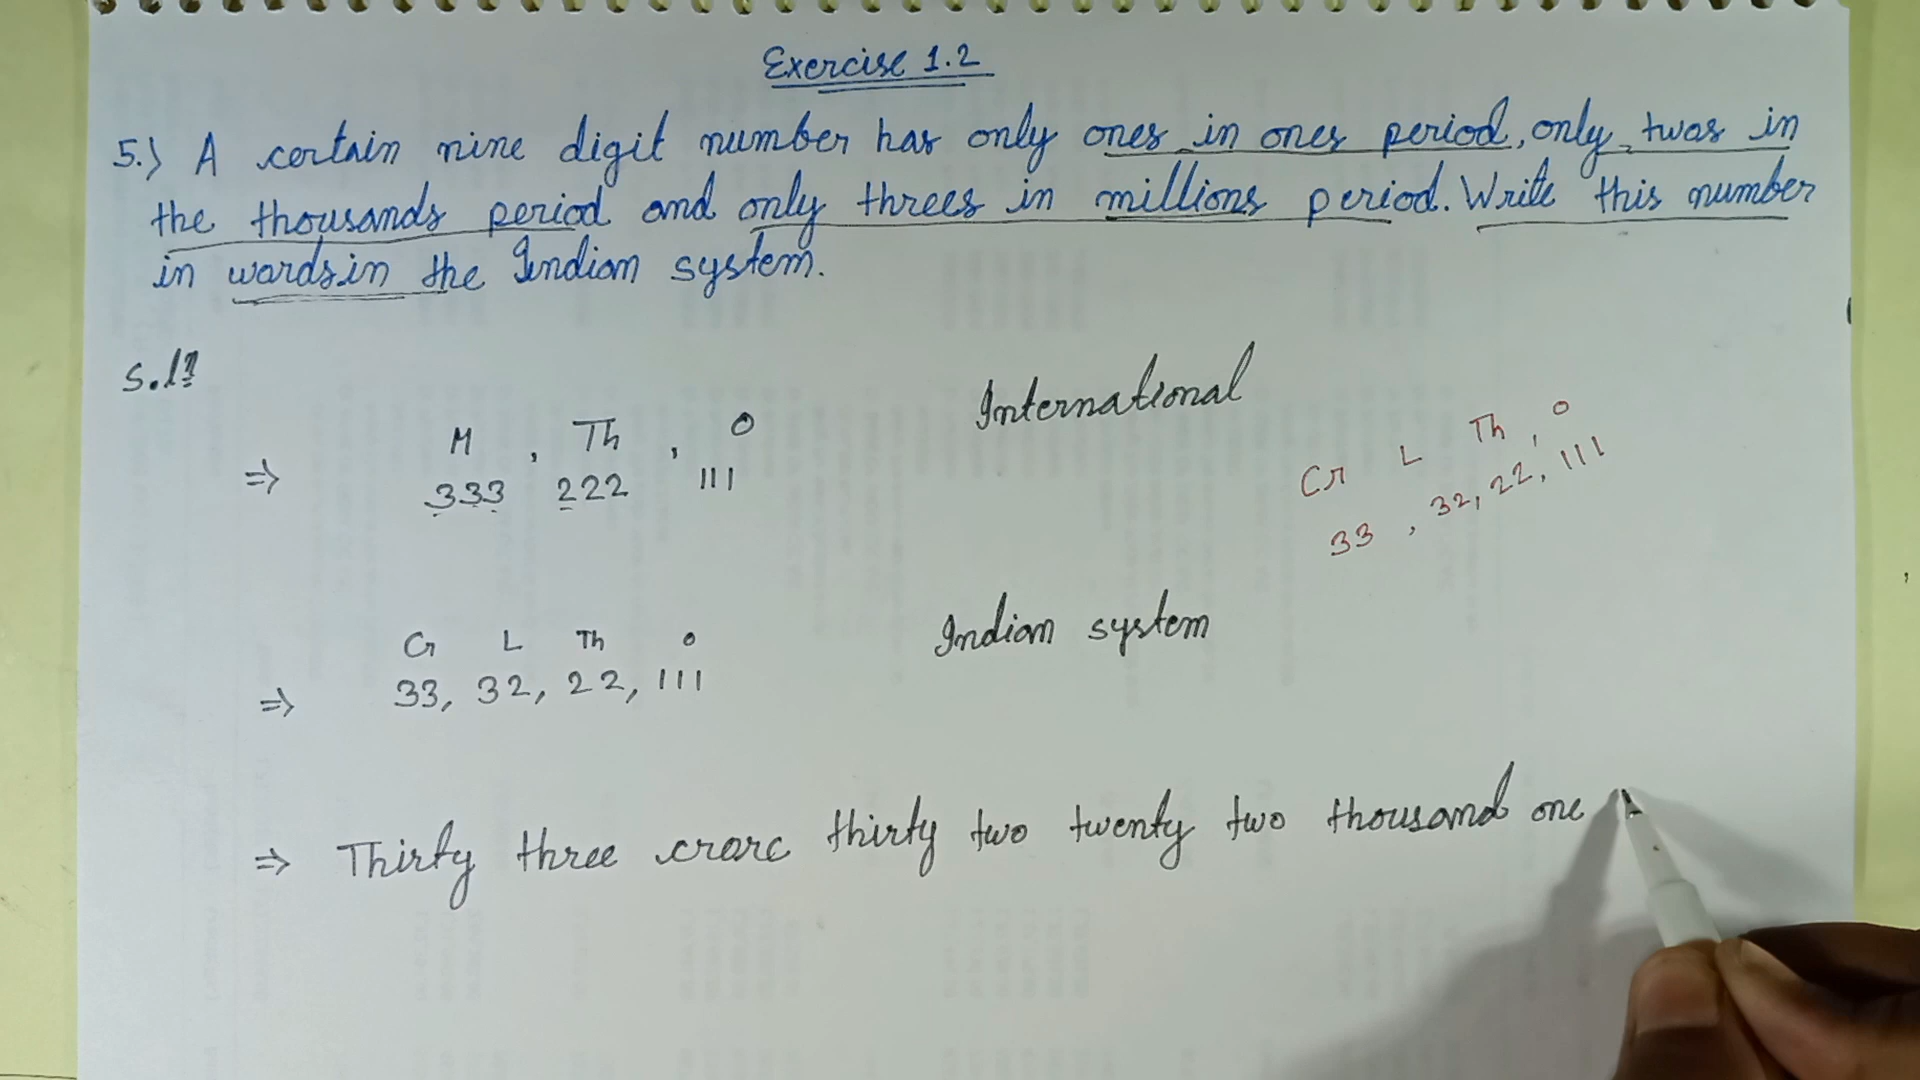 Exercise 1.2
5.) A certain nine digit number has only ones in ones period, only twos in
the thousands period and only threes in millions period. Write this number
in words in the Indian system.
Solⁿ
International
M , Th , O
⇒ 333 222 111
Cr L Th , O
33 , 32, 22, 111
Indian system
Cr L Th O
⇒ 33, 32, 22, 111
⇒ Thirty three crore thirty two twenty two thousand one